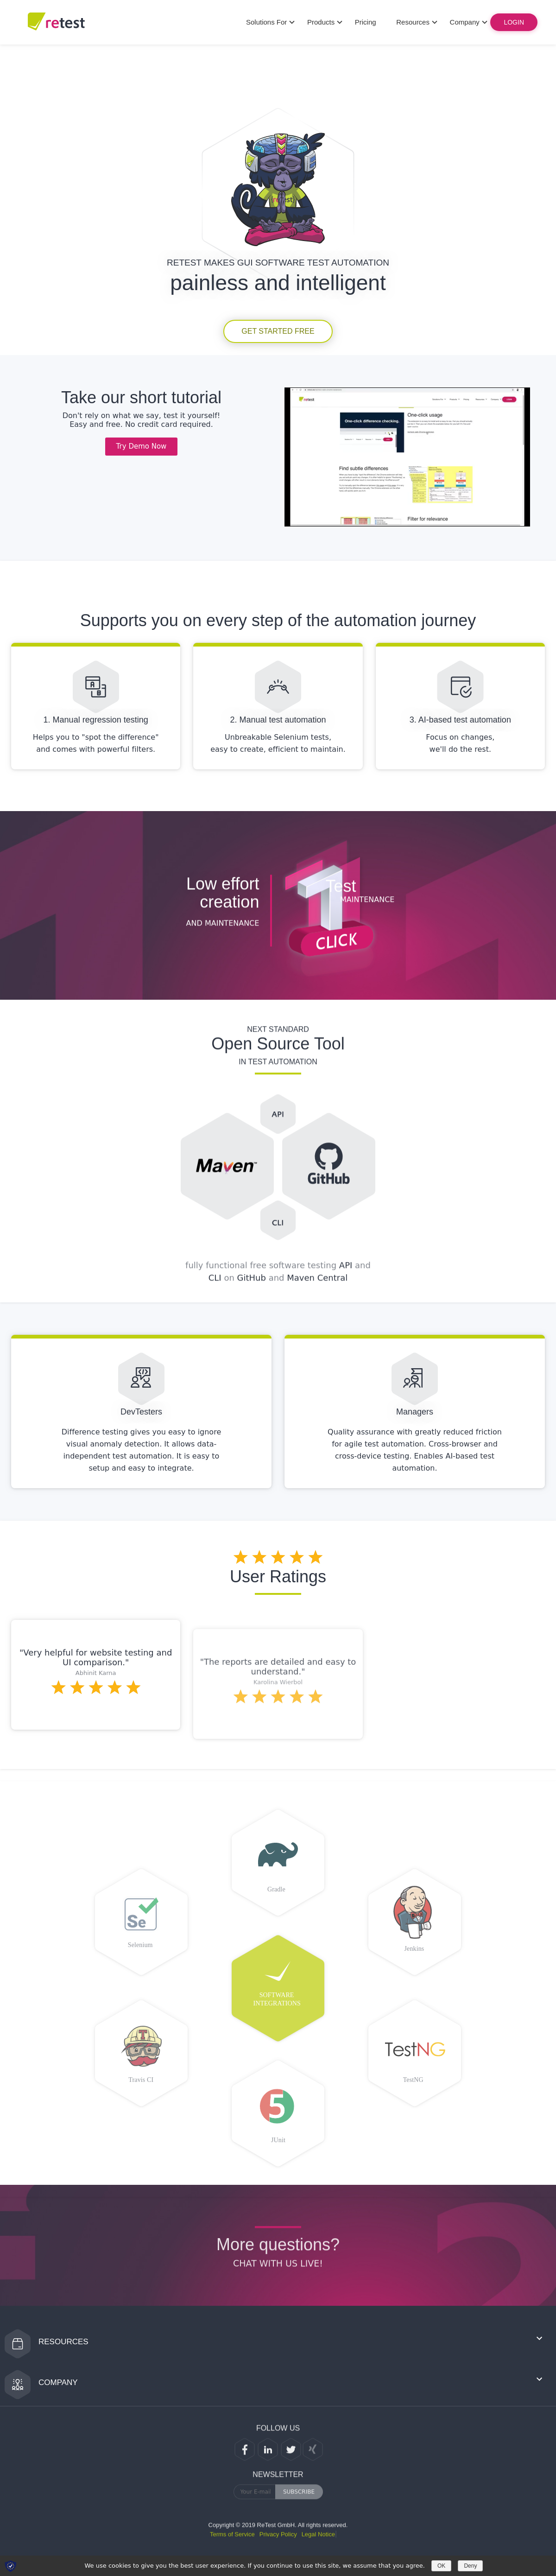 retest
Solutions For
Products
Pricing
Resources
Company
LOGIN
retest
RETEST MAKES GUI SOFTWARE TEST AUTOMATION
painless and intelligent
GET STARTED FREE
Take our short tutorial
Don't rely on what we say, test it yourself!
Easy and free. No credit card required.
Try Demo Now
retest
One-click difference checking.
One-click usage
Find subtle differences
Filter for relevance
Supports you on every step of the automation journey
1. Manual regression testing
Helps you to "spot the difference"
and comes with powerful filters.
2. Manual test automation
Unbreakable Selenium tests,
easy to create, efficient to maintain.
3. AI-based test automation
Focus on changes,
we'll do the rest.
Low effort
creation
AND MAINTENANCE
1
CLICK
Test
MAINTENANCE
NEXT STANDARD
Open Source Tool
IN TEST AUTOMATION
API
Maven™
GitHub
CLI
fully functional free software testing API and
CLI on GitHub and Maven Central
DevTesters
Difference testing gives you easy to ignore
visual anomaly detection. It allows data-
independent test automation. It is easy to
setup and easy to integrate.
Managers
Quality assurance with greatly reduced friction
for agile test automation. Cross-browser and
cross-device testing. Enables AI-based test
automation.
User Ratings
"Very helpful for website testing and
UI comparison."
Abhinit Karna
"The reports are detailed and easy to
understand."
Karolina Wierbol
Gradle
Se
Selenium
Jenkins
SOFTWARE
INTEGRATIONS
T
Travis CI
TestNG
TestNG
5
JUnit
More questions?
CHAT WITH US LIVE!
RESOURCES
COMPANY
FOLLOW US
NEWSLETTER
Your E-mail
SUBSCRIBE
Copyright © 2019 ReTest GmbH. All rights reserved.
Terms of Service Privacy Policy Legal Notice
We use cookies to give you the best user experience. If you continue to use this site, we assume that you agree.
OK
Deny